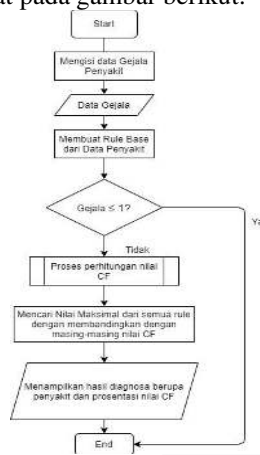 at pada gambar berikut.
Start
Mengisi data Gejala
Penyakit
Data Gejala
Membuat Rule Base
dari Data Penyakit
Gejala ≤ 1?
Ya
Tidak
Proses perhitungan nilai
CF
Mencari Nilai Maksimal dari semua rule
dengan membandingkan dengan
masing-masing nilai CF
Menampilkan hasil diagnosa berupa
penyakit dan prosentasi nilai CF
End